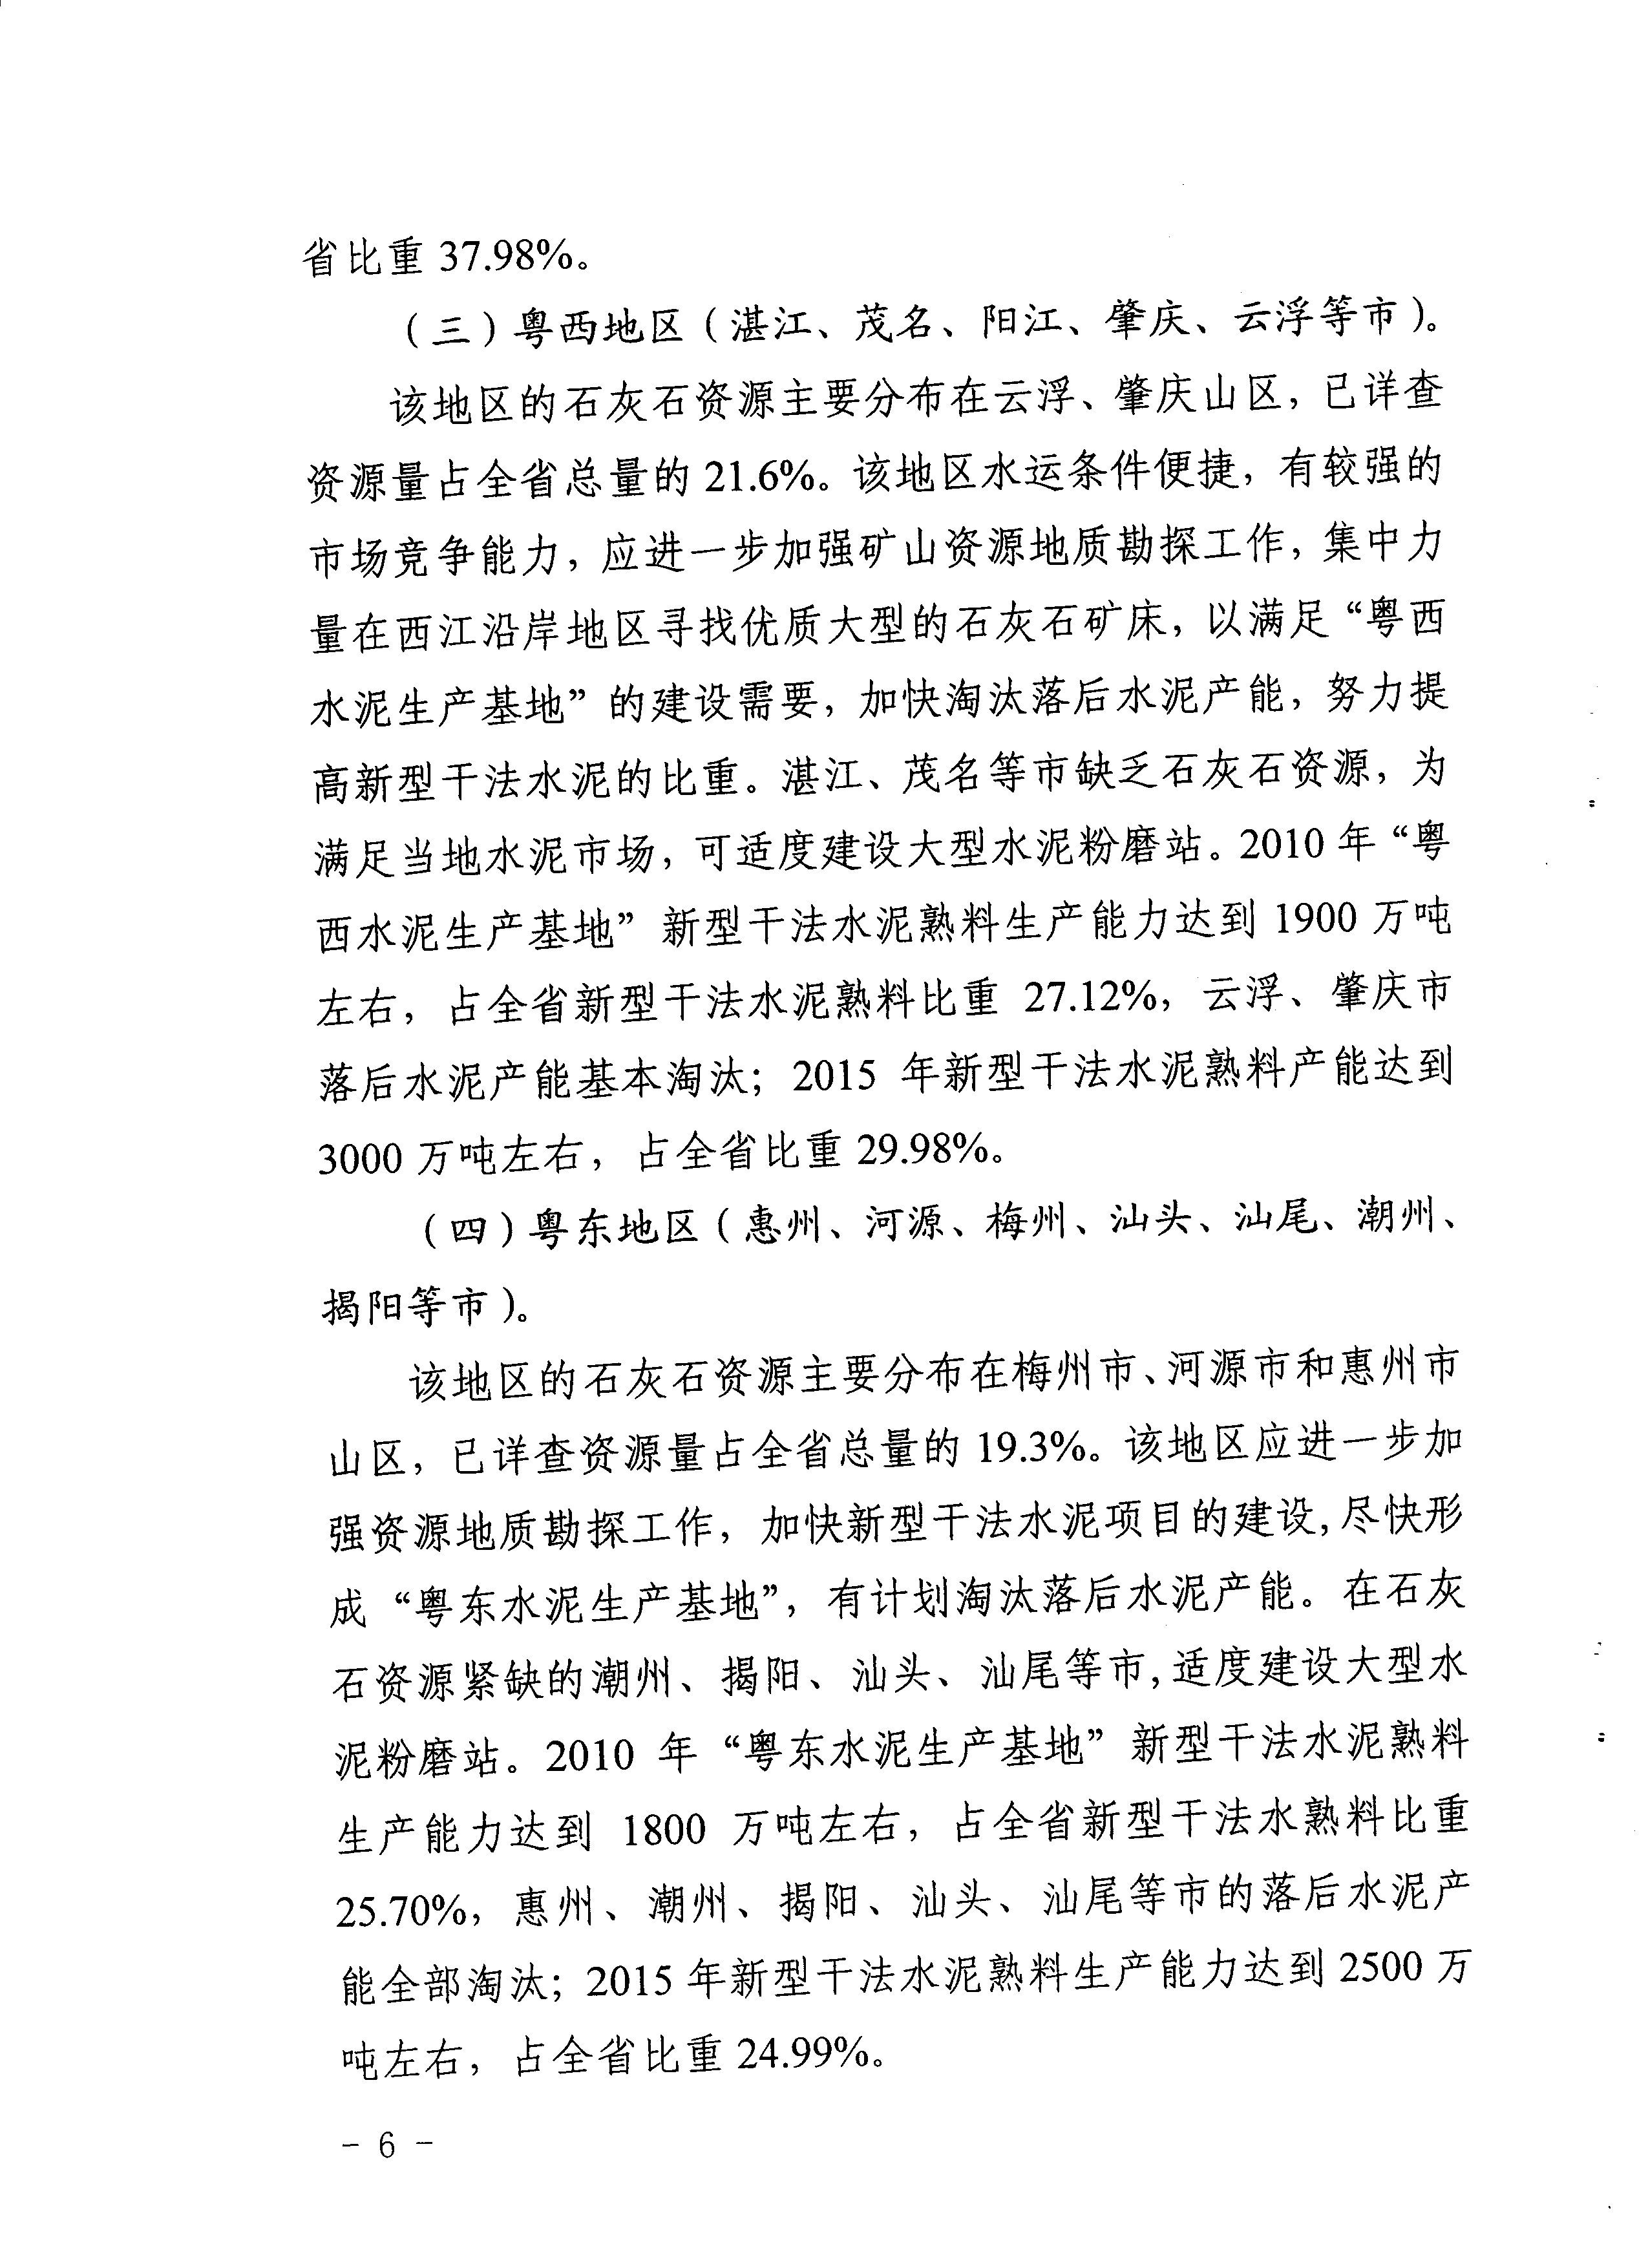 省比重 37.98%。
（三）粤西地区（湛江、茂名、阳江、肇庆、云浮等市）。
该地区的石灰石资源主要分布在云浮、肇庆山区，已详查
资源量占全省总量的 21.6%。该地区水运条件便捷，有较强的
市场竞争能力，应进一步加强矿山资源地质勘探工作，集中力
量在西江沿岸地区寻找优质大型的石灰石矿床，以满足“粤西
水泥生产基地”的建设需要，加快淘汰落后水泥产能，努力提
高新型干法水泥的比重。湛江、茂名等市缺乏石灰石资源，为
满足当地水泥市场，可适度建设大型水泥粉磨站。2010 年“粤
西水泥生产基地”新型干法水泥熟料生产能力达到 1900 万吨
左右，占全省新型干法水泥熟料比重 27.12%，云浮、肇庆市
落后水泥产能基本淘汰；2015 年新型干法水泥熟料产能达到
3000 万吨左右，占全省比重 29.98%。
（四）粤东地区（惠州、河源、梅州、汕头、汕尾、潮州、
揭阳等市）。
该地区的石灰石资源主要分布在梅州市、河源市和惠州市
山区，已详查资源量占全省总量的 19.3%。该地区应进一步加
强资源地质勘探工作，加快新型干法水泥项目的建设,尽快形
成“粤东水泥生产基地”，有计划淘汰落后水泥产能。在石灰
石资源紧缺的潮州、揭阳、汕头、汕尾等市,适度建设大型水
泥粉磨站。2010 年“粤东水泥生产基地”新型干法水泥熟料
生产能力达到 1800 万吨左右，占全省新型干法水熟料比重
25.70%，惠州、潮州、揭阳、汕头、汕尾等市的落后水泥产
能全部淘汰；2015 年新型干法水泥熟料生产能力达到 2500 万
吨左右，占全省比重 24.99%。
- 6 -